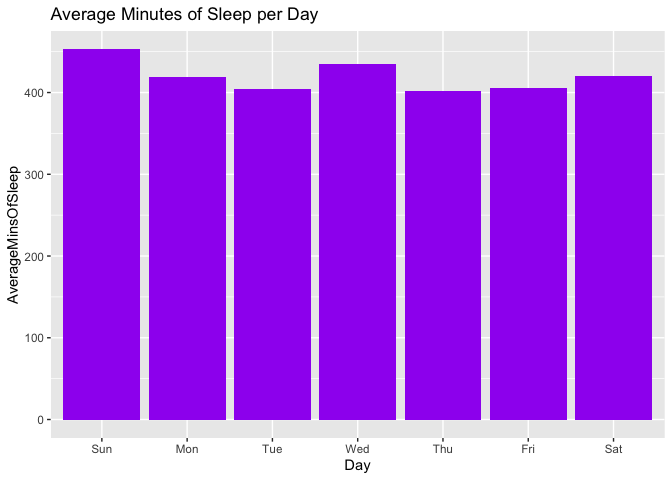 Average Minutes of Sleep per Day
AverageMinsOfSleep
400
300
200
100
0
Sun Mon Tue Wed Thu Fri Sat
Day